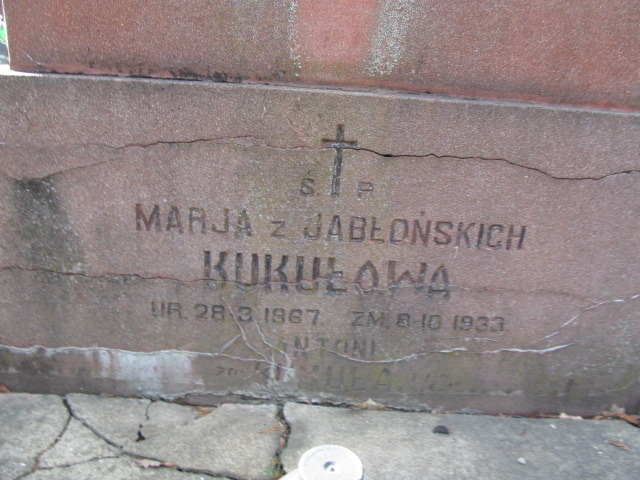 Ś P
MARJA z JABŁOŃSKICH
KUKUŁOWA
UR. 28-3 1867. ZM. 8-10 1933.
ANTONI